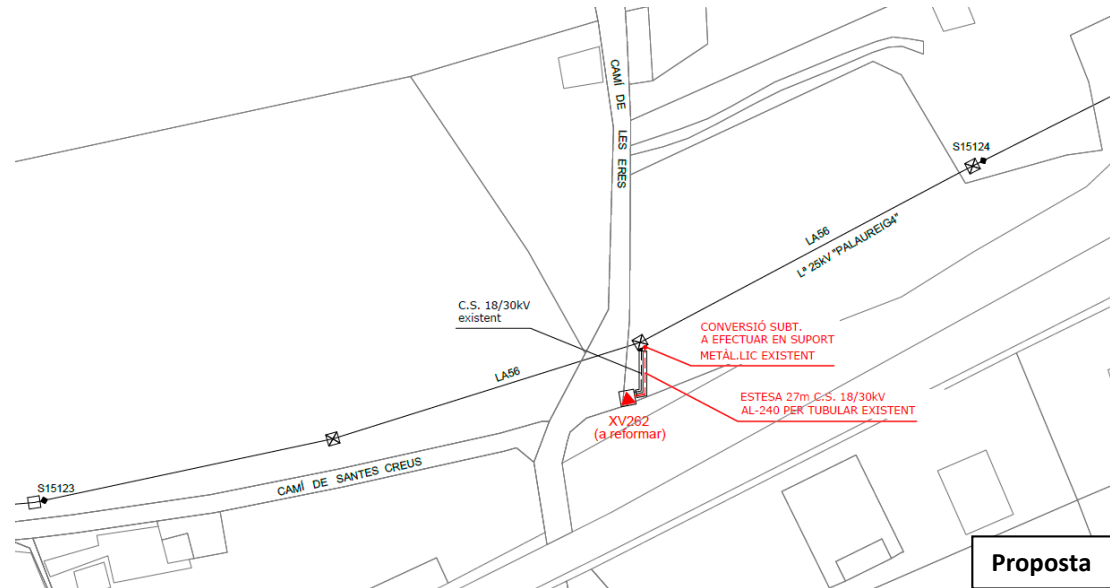 CAMÍ DE LES ERES
S15124
LA56
Lª 25kV "PALAUREIG4"
C.S. 18/30kV
existent
CONVERSIÓ SUBT.
A EFECTUAR EN SUPORT
METÀL.LIC EXISTENT
LA56
ESTESA 27m C.S. 18/30kV
AL-240 PER TUBULAR EXISTENT
XV262
(a reformar)
CAMÍ DE SANTES CREUS
S15123
Proposta